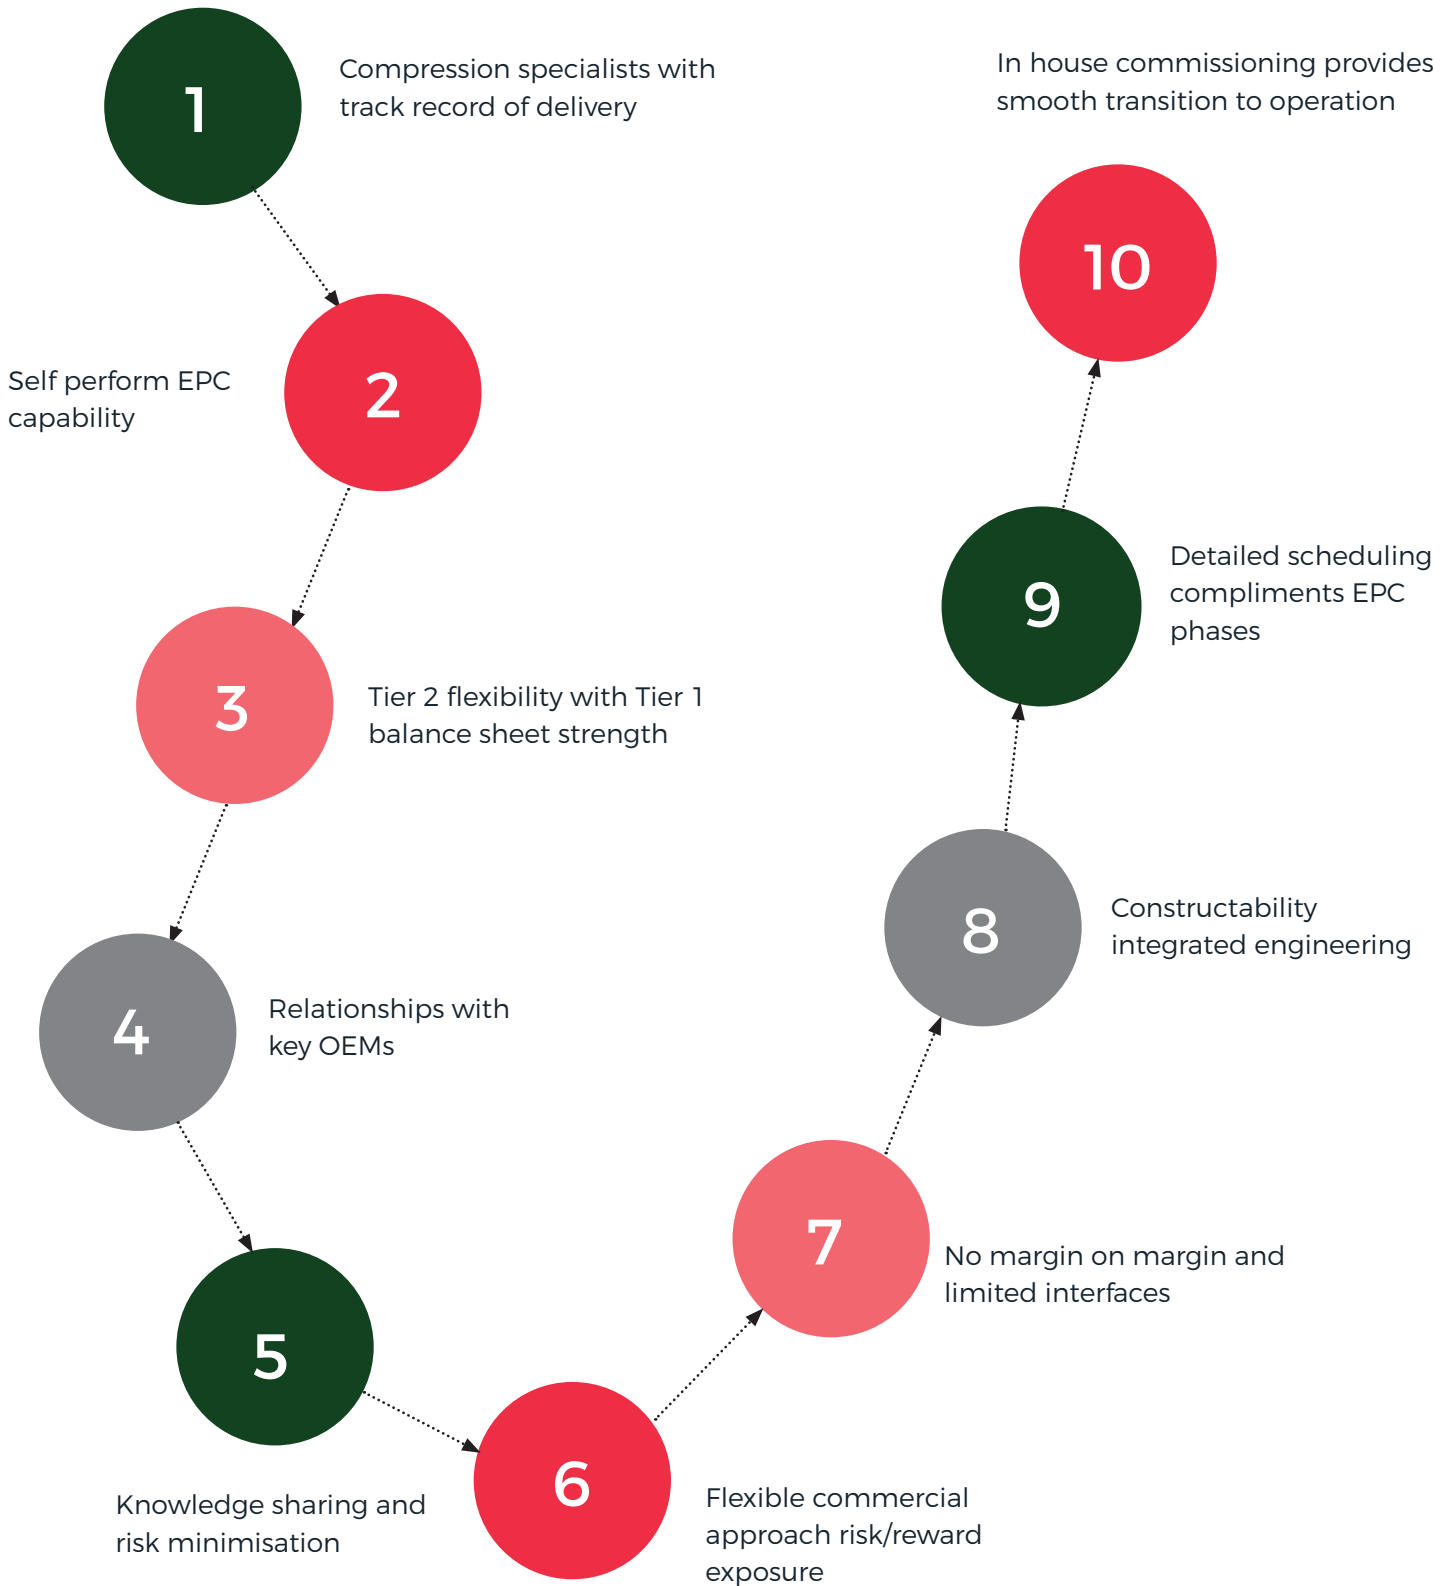 1
Compression specialists with
track record of delivery
2
Self perform EPC
capability
3
Tier 2 flexibility with Tier 1
balance sheet strength
4
Relationships with
key OEMs
5
Knowledge sharing and
risk minimisation
6
Flexible commercial
approach risk/reward
exposure
7
No margin on margin and
limited interfaces
8
Constructability
integrated engineering
9
Detailed scheduling
compliments EPC
phases
10
In house commissioning provides
smooth transition to operation